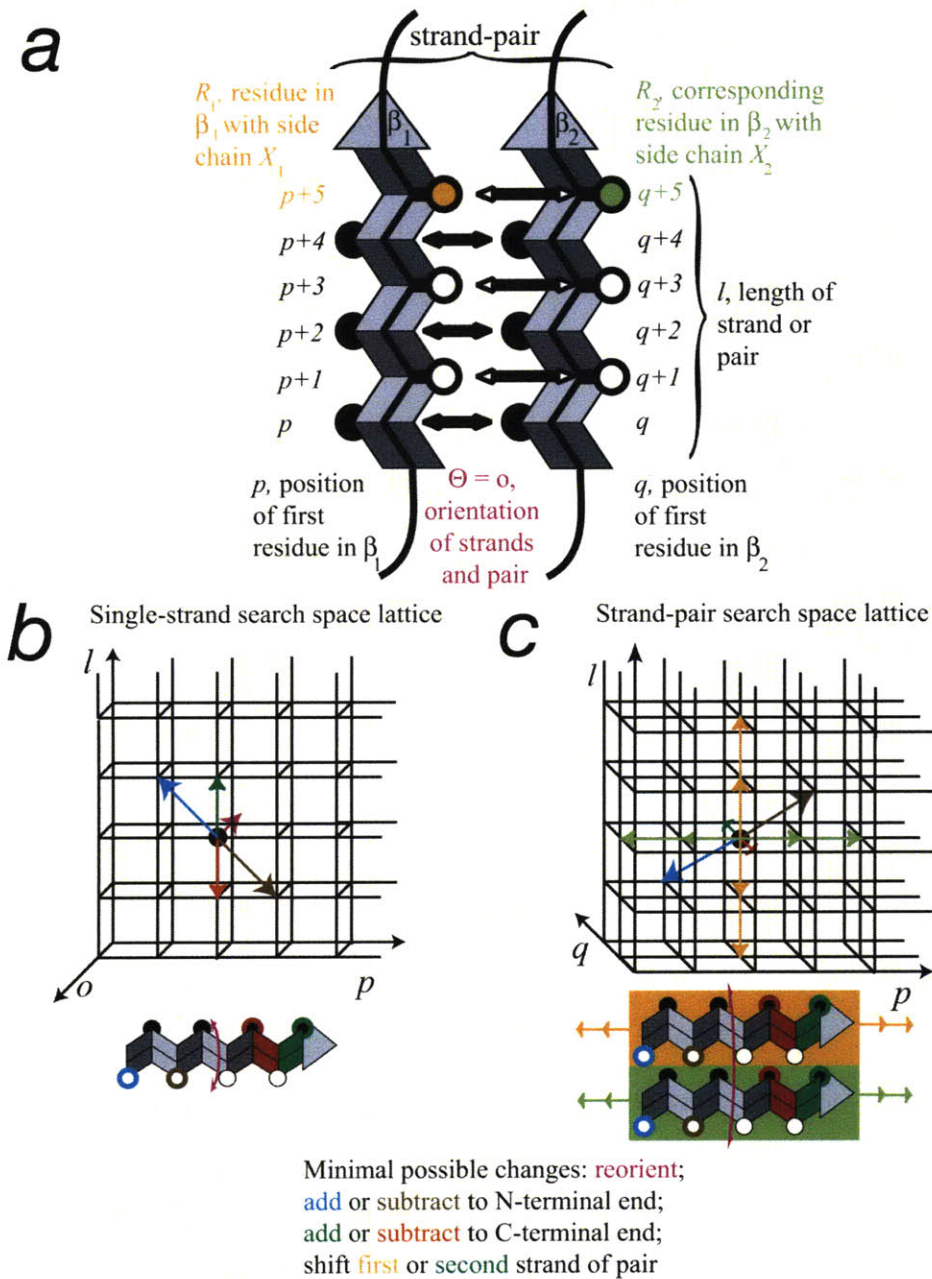 a
strand-pair
R1, residue in
β1 with side
chain X1
β1
β2
R2, corresponding
residue in β2 with
side chain X2
p+5
q+5
p+4
q+4
p+3
q+3
p+2
q+2
p+1
q+1
p
q
l, length of
strand or
pair
p, position
of first
residue in β1
Θ = o,
orientation
of strands
and pair
q, position
of first
residue in β2
b
Single-strand search space lattice
l
o
p
c
Strand-pair search space lattice
l
q
p
Minimal possible changes: reorient;
add or subtract to N-terminal end;
add or subtract to C-terminal end;
shift first or second strand of pair